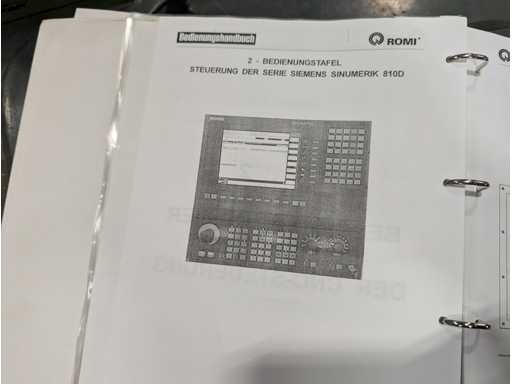 Bedienungshandbuch
ROMI
2 - BEDIENUNGSTAFEL
STEUERUNG DER SERIE SIEMENS SINUMERIK 810D